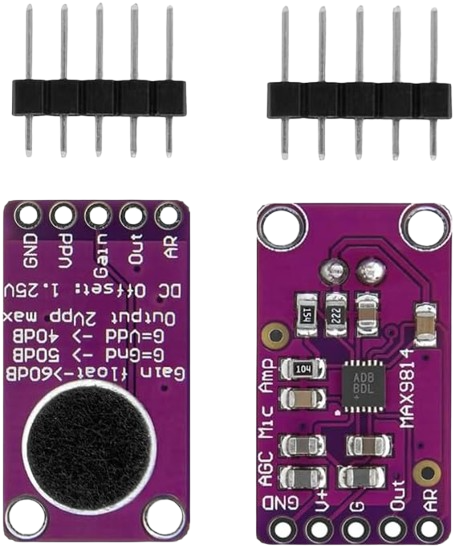 GND
Vdd
Gain
Out
AR
Gain float->60dB
G=Gnd -> 50dB
G=Vdd -> 40dB
Output 2Vpp max
DC Offset: 1.25V
154
222
104
ADB
BDL
MAX9814
AGC Mic Amp
GND
V+
G
Out
AR